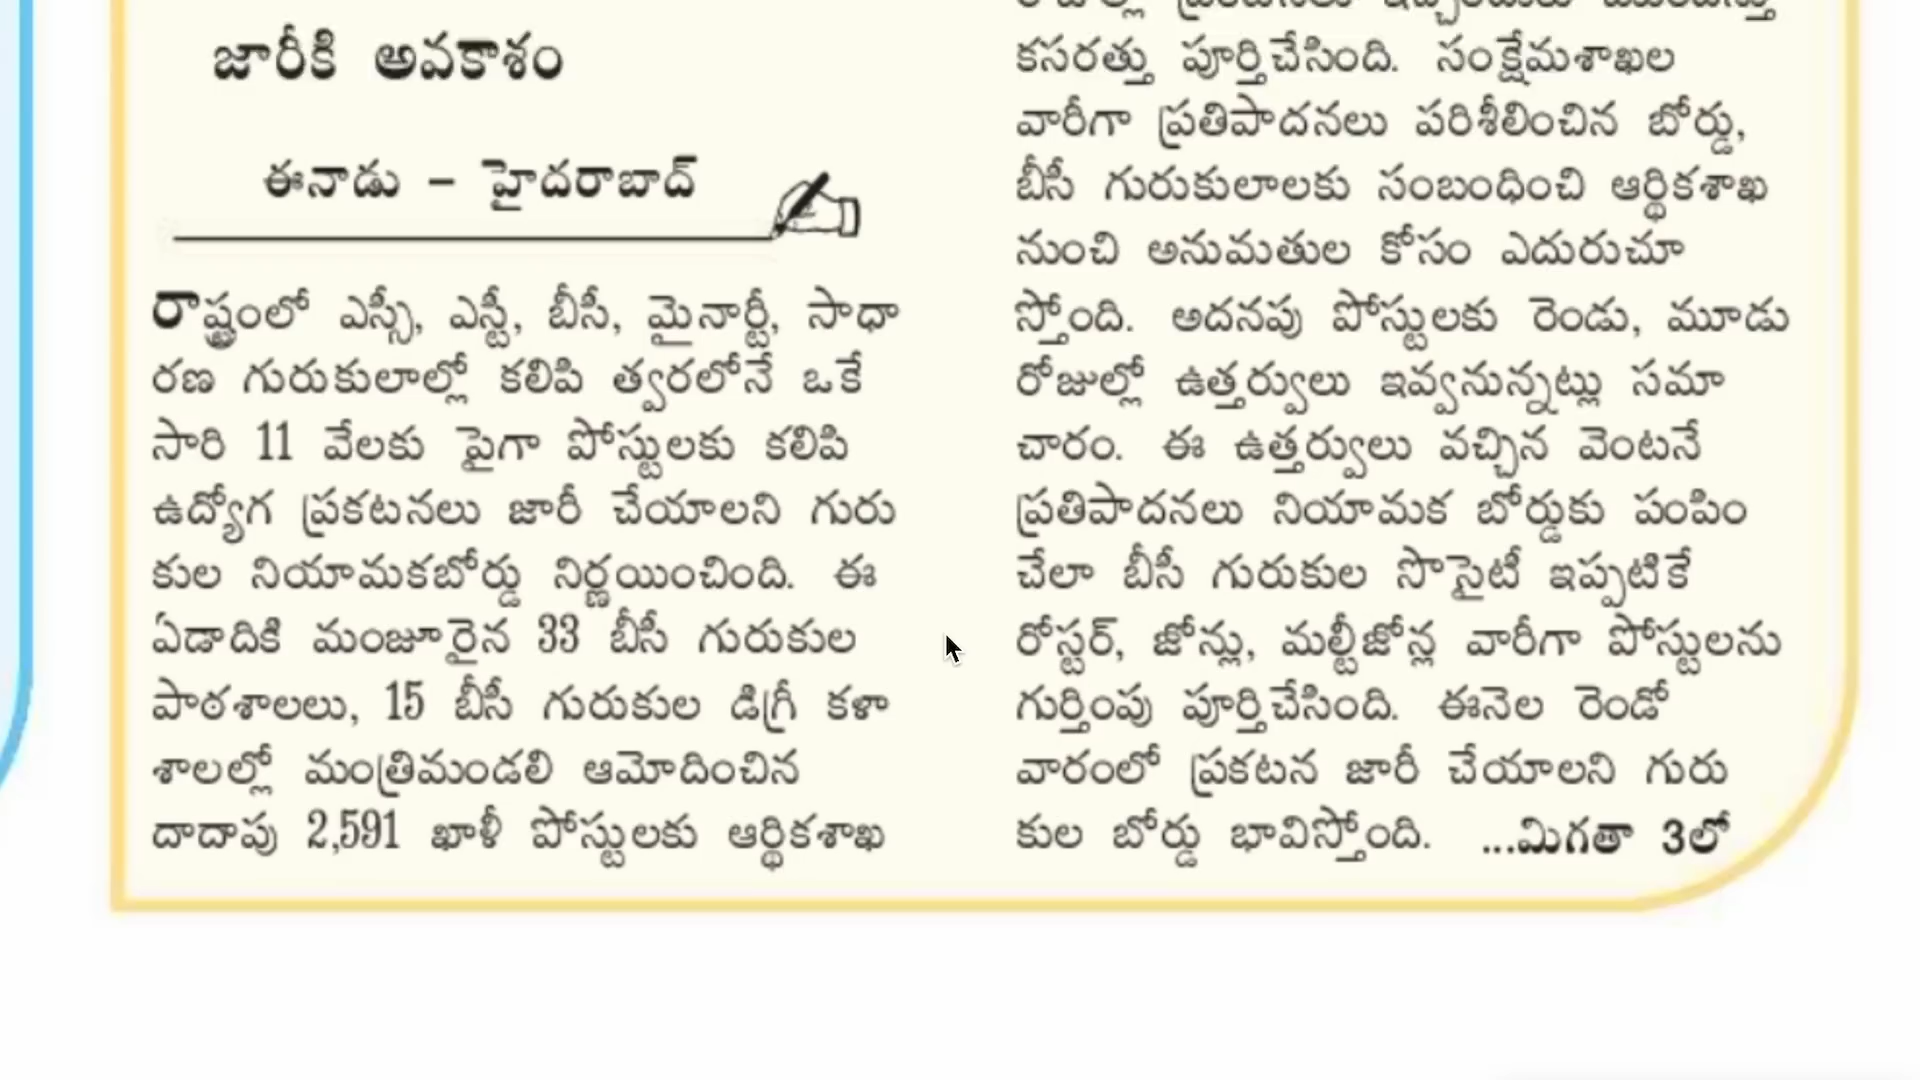 జారీకి అవకాశం
ఈనాడు - హైదరాబాద్
రాష్ట్రంలో ఎస్సీ, ఎస్టీ, బీసీ, మైనార్టీ, సాధా
రణ గురుకులాల్లో కలిపి త్వరలోనే ఒకే
సారి 11 వేలకు పైగా పోస్టులకు కలిపి
ఉద్యోగ ప్రకటనలు జారీ చేయాలని గురు
కుల నియామకబోర్డు నిర్ణయించింది. ఈ
ఏడాదికి మంజూరైన 33 బీసీ గురుకుల
పాఠశాలలు, 15 బీసీ గురుకుల డిగ్రీ కళా
శాలల్లో మంత్రిమండలి ఆమోదించిన
దాదాపు 2,591 ఖాళీ పోస్టులకు ఆర్థికశాఖ
కసరత్తు పూర్తిచేసింది. సంక్షేమశాఖల
వారీగా ప్రతిపాదనలు పరిశీలించిన బోర్డు,
బీసీ గురుకులాలకు సంబంధించి ఆర్థికశాఖ
నుంచి అనుమతుల కోసం ఎదురుచూ
స్తోంది. అదనపు పోస్టులకు రెండు, మూడు
రోజుల్లో ఉత్తర్వులు ఇవ్వనున్నట్లు సమా
చారం. ఈ ఉత్తర్వులు వచ్చిన వెంటనే
ప్రతిపాదనలు నియామక బోర్డుకు పంపిం
చేలా బీసీ గురుకుల సొసైటీ ఇప్పటికే
రోస్టర్, జోన్లు, మల్టీజోన్ల వారీగా పోస్టులను
గుర్తింపు పూర్తిచేసింది. ఈనెల రెండో
వారంలో ప్రకటన జారీ చేయాలని గురు
కుల బోర్డు భావిస్తోంది. ...మిగతా 3లో